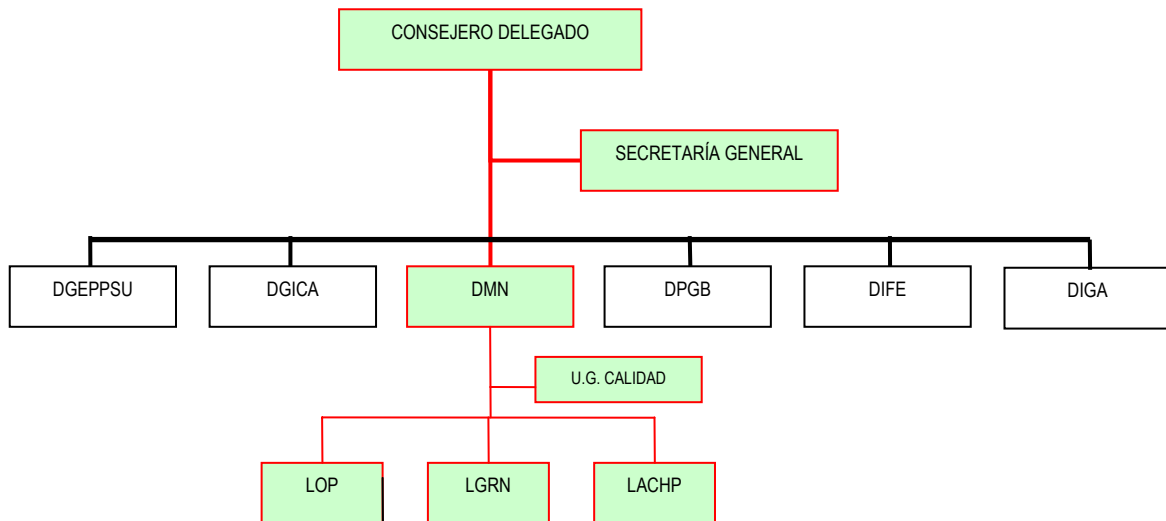 CONSEJERO DELEGADO
SECRETARÍA GENERAL
DGEPPSU
DGICA
DMN
DPGB
DIFE
DIGA
U.G. CALIDAD
LOP
LGRN
LACHP